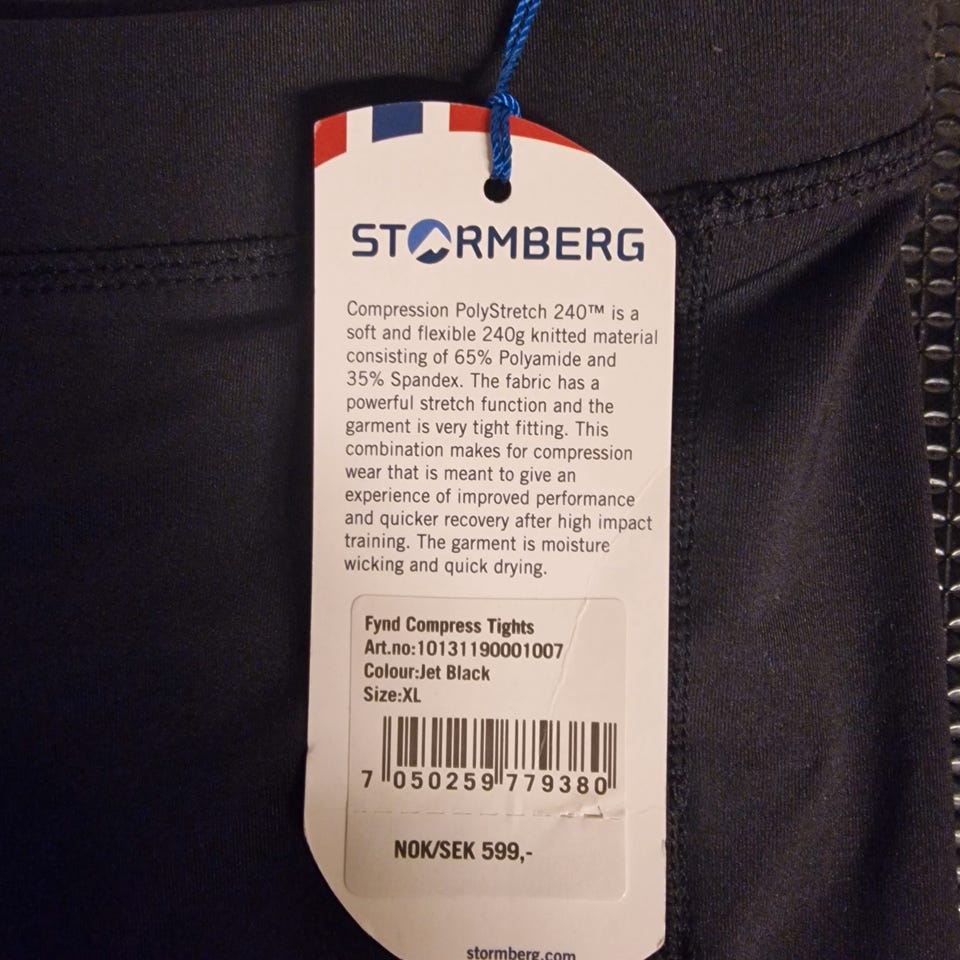 STORMBERG
Compression PolyStretch 240™ is a
soft and flexible 240g knitted material
consisting of 65% Polyamide and
35% Spandex. The fabric has a
powerful stretch function and the
garment is very tight fitting. This
combination makes for compression
wear that is meant to give an
experience of improved performance
and quicker recovery after high impact
training. The garment is moisture
wicking and quick drying.
Fynd Compress Tights
Art.no:10131190001007
Colour:Jet Black
Size:XL
7 050259 779380
NOK/SEK 599,-
stormberg.com